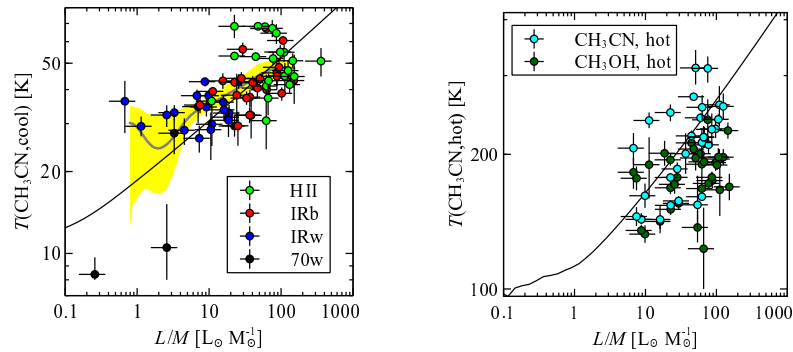 T(CH₃CN,cool) [K]
50
20
10
HII
IRb
IRw
70w
0.1 1 10 100 1000
L/M [L⊙ M⊙⁻¹]
T(CH₃CN,hot) [K]
CH₃CN, hot
CH₃OH, hot
200
100
0.1 1 10 100 1000
L/M [L⊙ M⊙⁻¹]